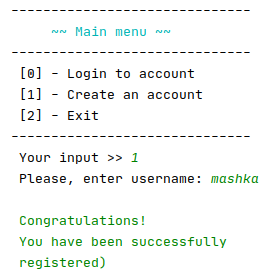 ------------------------------
~~ Main menu ~~
------------------------------
[0] - Login to account
[1] - Create an account
[2] - Exit
------------------------------
Your input >> 1
Please, enter username: mashka
Congratulations!
You have been successfully
registered)